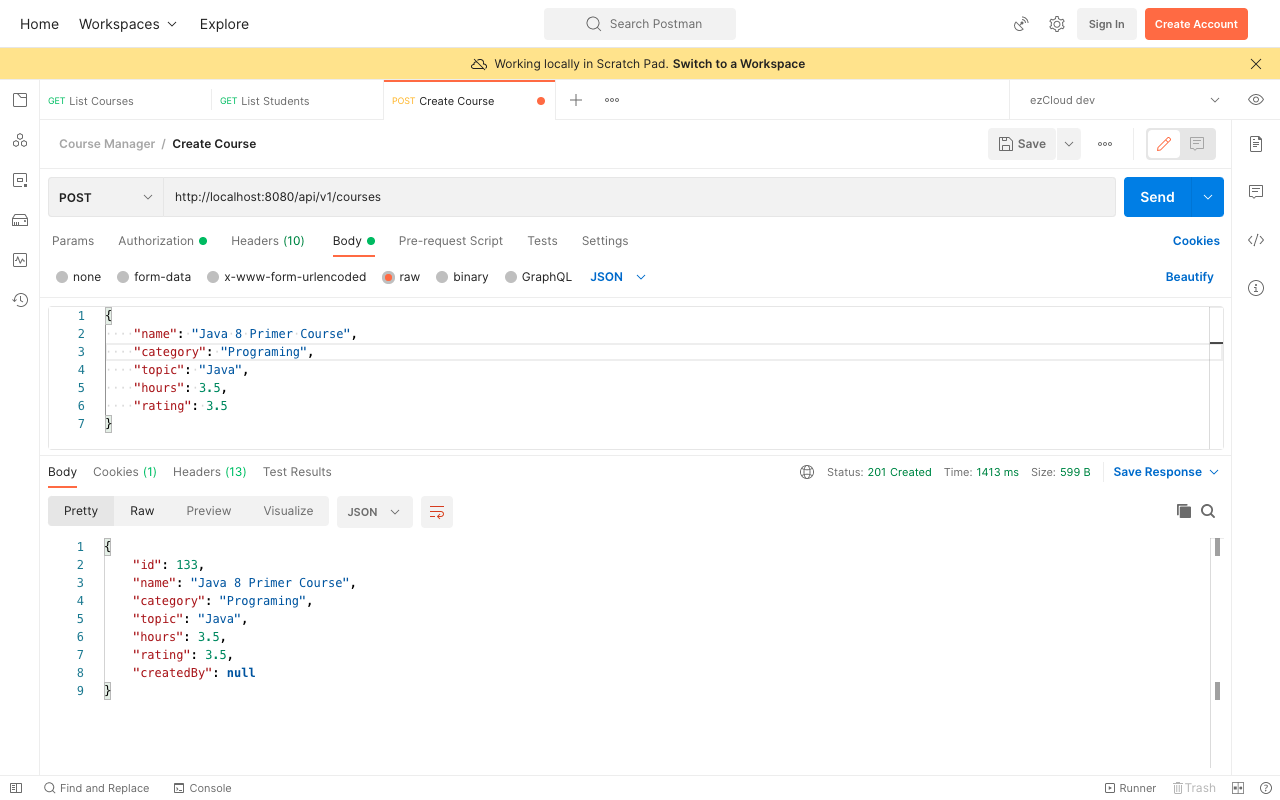 Home Workspaces Explore Search Postman Sign In Create Account
Working locally in Scratch Pad. Switch to a Workspace
GET List Courses GET List Students POST Create Course ezCloud dev
Course Manager / Create Course Save
POST http://localhost:8080/api/v1/courses Send
Params Authorization Headers (10) Body Pre-request Script Tests Settings Cookies
none form-data x-www-form-urlencoded raw binary GraphQL JSON Beautify
1 {
2 "name": "Java 8 Primer Course",
3 "category": "Programing",
4 "topic": "Java",
5 "hours": 3.5,
6 "rating": 3.5
7 }
Body Cookies (1) Headers (13) Test Results Status: 201 Created Time: 1413 ms Size: 599 B Save Response
Pretty Raw Preview Visualize JSON
1 {
2 "id": 133,
3 "name": "Java 8 Primer Course",
4 "category": "Programing",
5 "topic": "Java",
6 "hours": 3.5,
7 "rating": 3.5,
8 "createdBy": null
9 }
Find and Replace Console Runner Trash